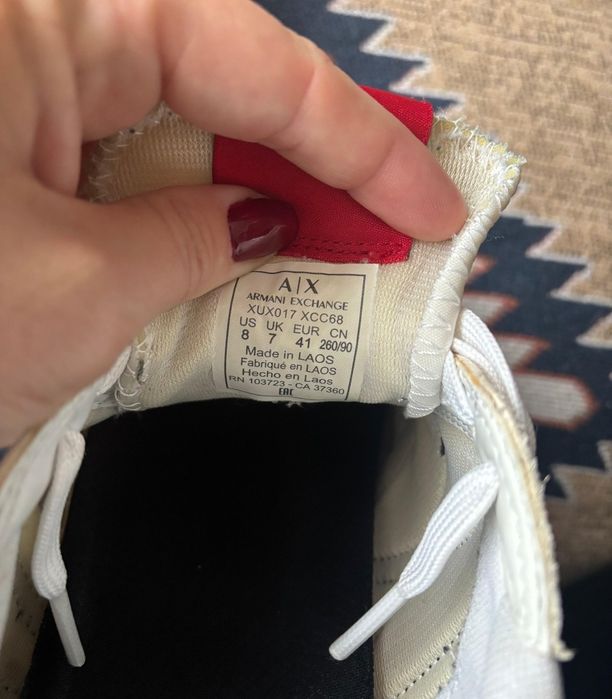 A|X
ARMANI EXCHANGE
XUX017 XCC68
US UK EUR CN
8 7 41 260/90
Made in LAOS
Fabriqué en LAOS
Hecho en Laos
RN 103723 - CA 37360
EAC